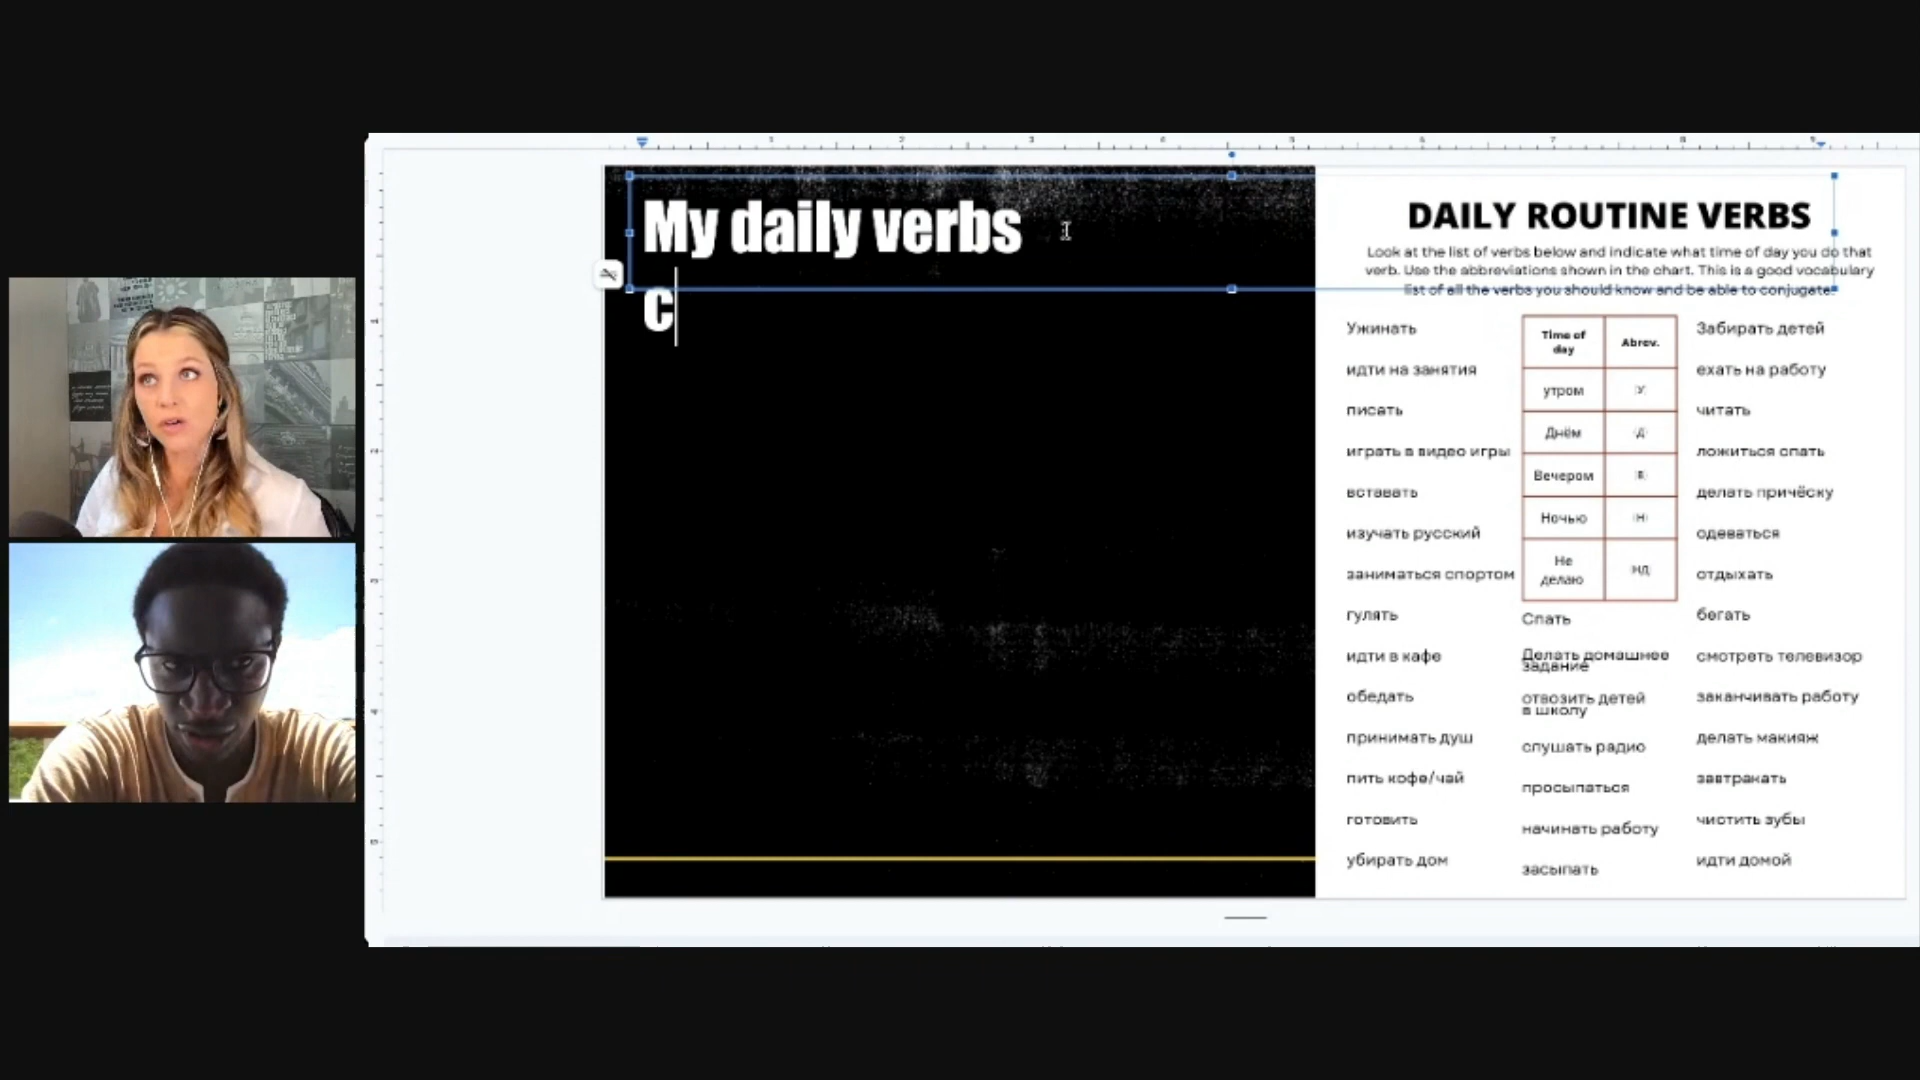 My daily verbs
С
DAILY ROUTINE VERBS
Look at the list of verbs below and indicate what time of day you do that
verb. Use the abbreviations shown in the chart. This is a good vocabulary
list of all the verbs you should know and be able to conjugate.
Ужинать
идти на занятия
писать
играть в видео игры
вставать
изучать русский
заниматься спортом
гулять
идти в кафе
обедать
принимать душ
пить кофе/чай
готовить
убирать дом
Time of day Abrev.
утром (У)
Днём (Д)
Вечером (В)
Ночью (Н)
Не делаю НД
Спать
Делать домашнее
задание
отвозить детей
в школу
слушать радио
просыпаться
начинать работу
засыпать
Забирать детей
ехать на работу
читать
ложиться спать
делать причёску
одеваться
отдыхать
бегать
смотреть телевизор
заканчивать работу
делать макияж
завтракать
чистить зубы
идти домой